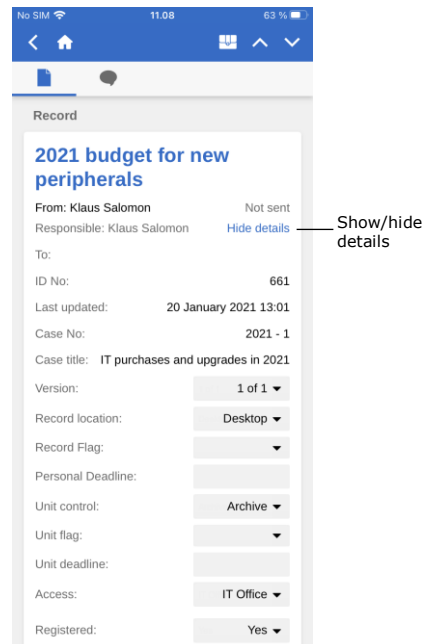 No SIM 11.08 63 %
Record
2021 budget for new
peripherals
From: Klaus Salomon Not sent
Responsible: Klaus Salomon Hide details
Show/hide
details
To:
ID No: 661
Last updated: 20 January 2021 13:01
Case No: 2021 - 1
Case title: IT purchases and upgrades in 2021
Version: 1 of 1
Record location: Desktop
Record Flag:
Personal Deadline:
Unit control: Archive
Unit flag:
Unit deadline:
Access: IT Office
Registered: Yes